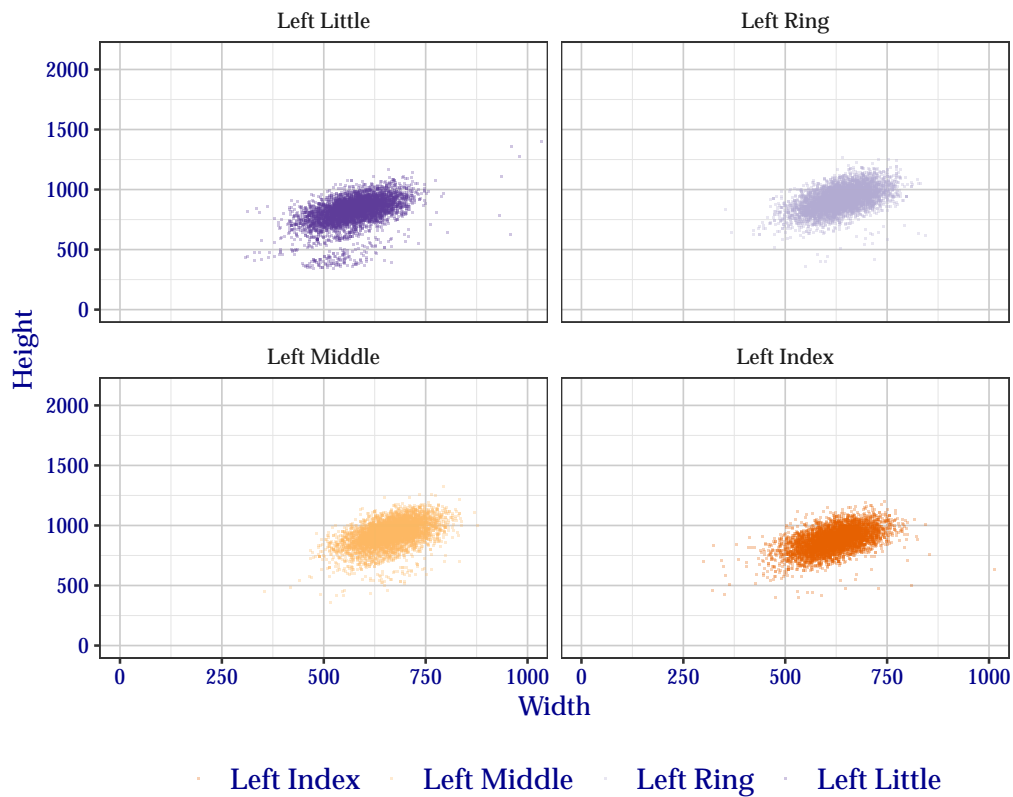 Left Little
Left Ring
2000
1500
1000
500
0
Height
Left Middle
Left Index
2000
1500
1000
500
0
0 250 500 750 1000
0 250 500 750 1000
Width
Left Index Left Middle Left Ring Left Little